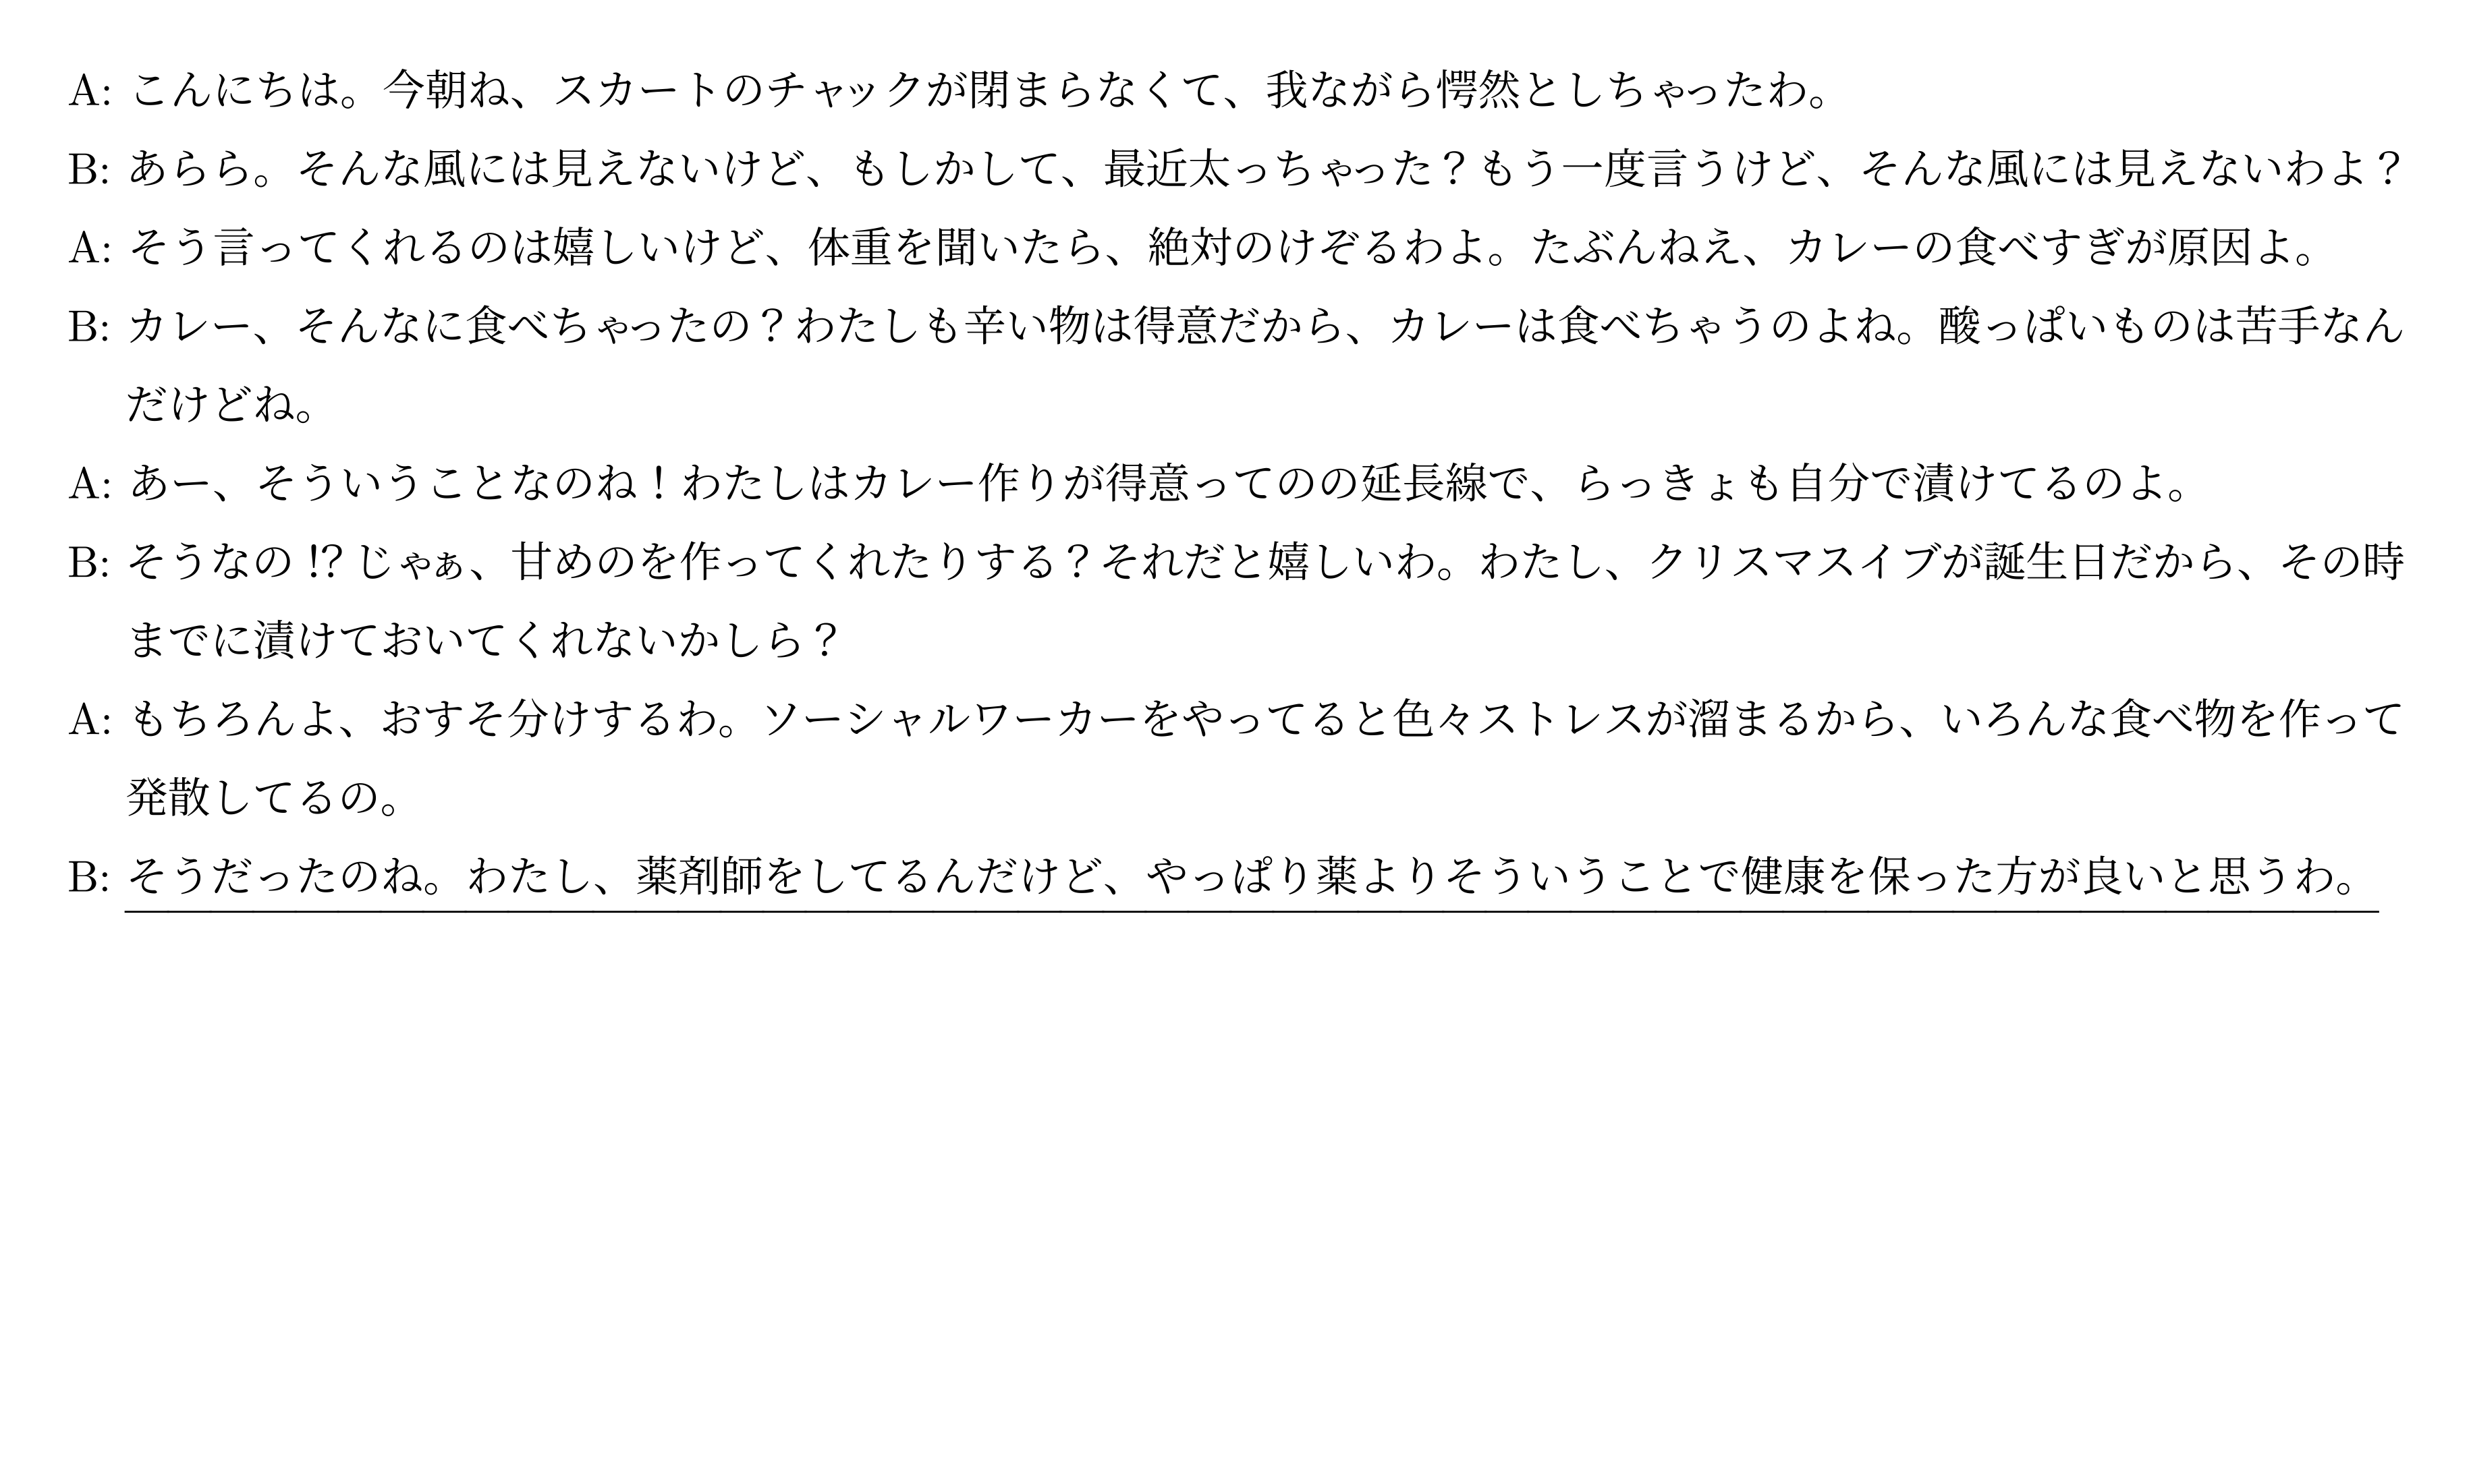 A: こんにちは。今朝ね、スカートのチャックが閉まらなくて、我ながら愕然としちゃったわ。
B: あらら。そんな風には見えないけど、もしかして、最近太っちゃった？もう一度言うけど、そんな風には見えないわよ？
A: そう言ってくれるのは嬉しいけど、体重を聞いたら、絶対のけぞるわよ。たぶんねえ、カレーの食べすぎが原因よ。
B: カレー、そんなに食べちゃったの？わたしも辛い物は得意だから、カレーは食べちゃうのよね。酸っぱいものは苦手なん
だけどね。
A: あー、そういうことなのね！わたしはカレー作りが得意ってのの延長線で、らっきょも自分で漬けてるのよ。
B: そうなの!?じゃぁ、甘めのを作ってくれたりする？それだと嬉しいわ。わたし、クリスマスイブが誕生日だから、その時
までに漬けておいてくれないかしら？
A: もちろんよ、おすそ分けするわ。ソーシャルワーカーをやってると色々ストレスが溜まるから、いろんな食べ物を作って
発散してるの。
B: そうだったのね。わたし、薬剤師をしてるんだけど、やっぱり薬よりそういうことで健康を保った方が良いと思うわ。